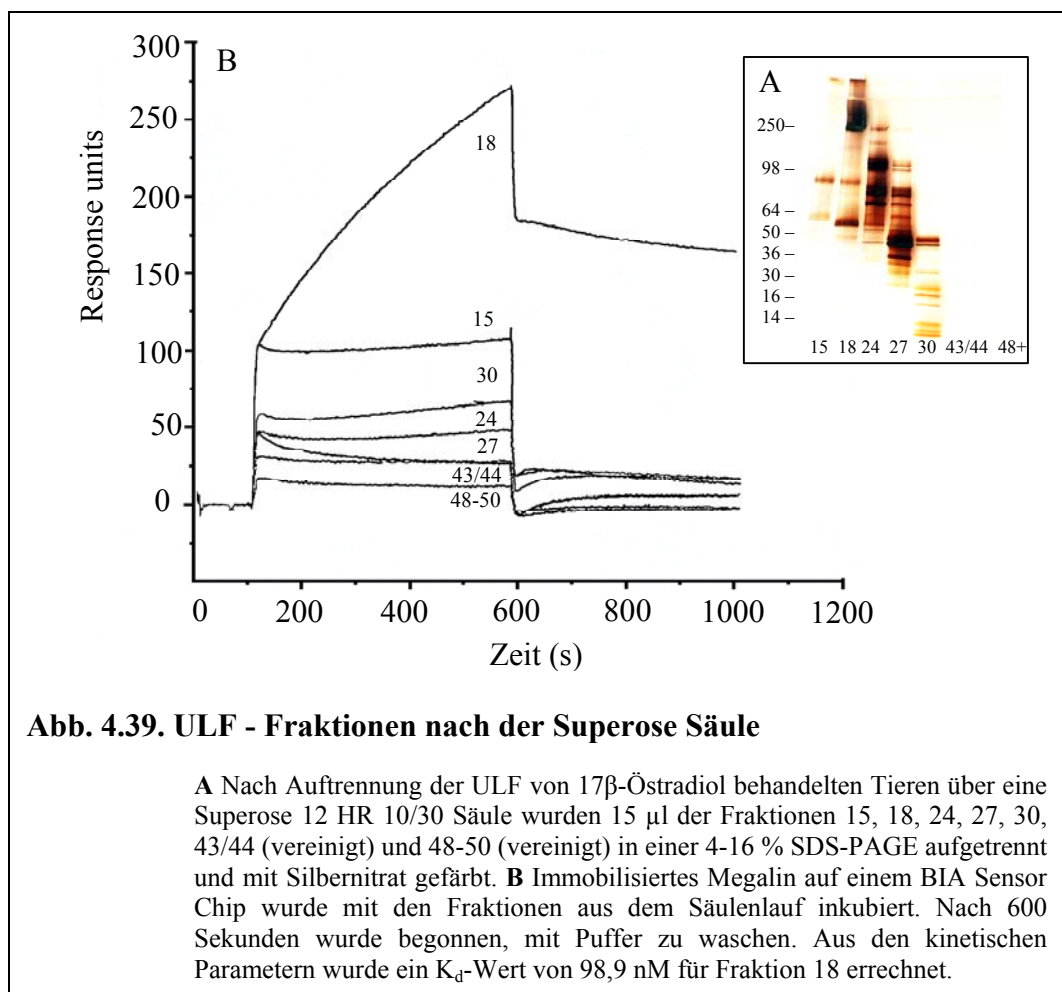 300
B
250
200
150
100
50
0
Response units
18
15
30
24
27
43/44
48-50
0 200 400 600 800 1000 1200
Zeit (s)
A
250–
98 –
64 –
50 –
36 –
30 –
16 –
14 –
15 18 24 27 30 43/44 48+
Abb. 4.39. ULF - Fraktionen nach der Superose Säule
A Nach Auftrennung der ULF von 17β-Östradiol behandelten Tieren über eine
Superose 12 HR 10/30 Säule wurden 15 µl der Fraktionen 15, 18, 24, 27, 30,
43/44 (vereinigt) und 48-50 (vereinigt) in einer 4-16 % SDS-PAGE aufgetrennt
und mit Silbernitrat gefärbt. B Immobilisiertes Megalin auf einem BIA Sensor
Chip wurde mit den Fraktionen aus dem Säulenlauf inkubiert. Nach 600
Sekunden wurde begonnen, mit Puffer zu waschen. Aus den kinetischen
Parametern wurde ein Kd-Wert von 98,9 nM für Fraktion 18 errechnet.